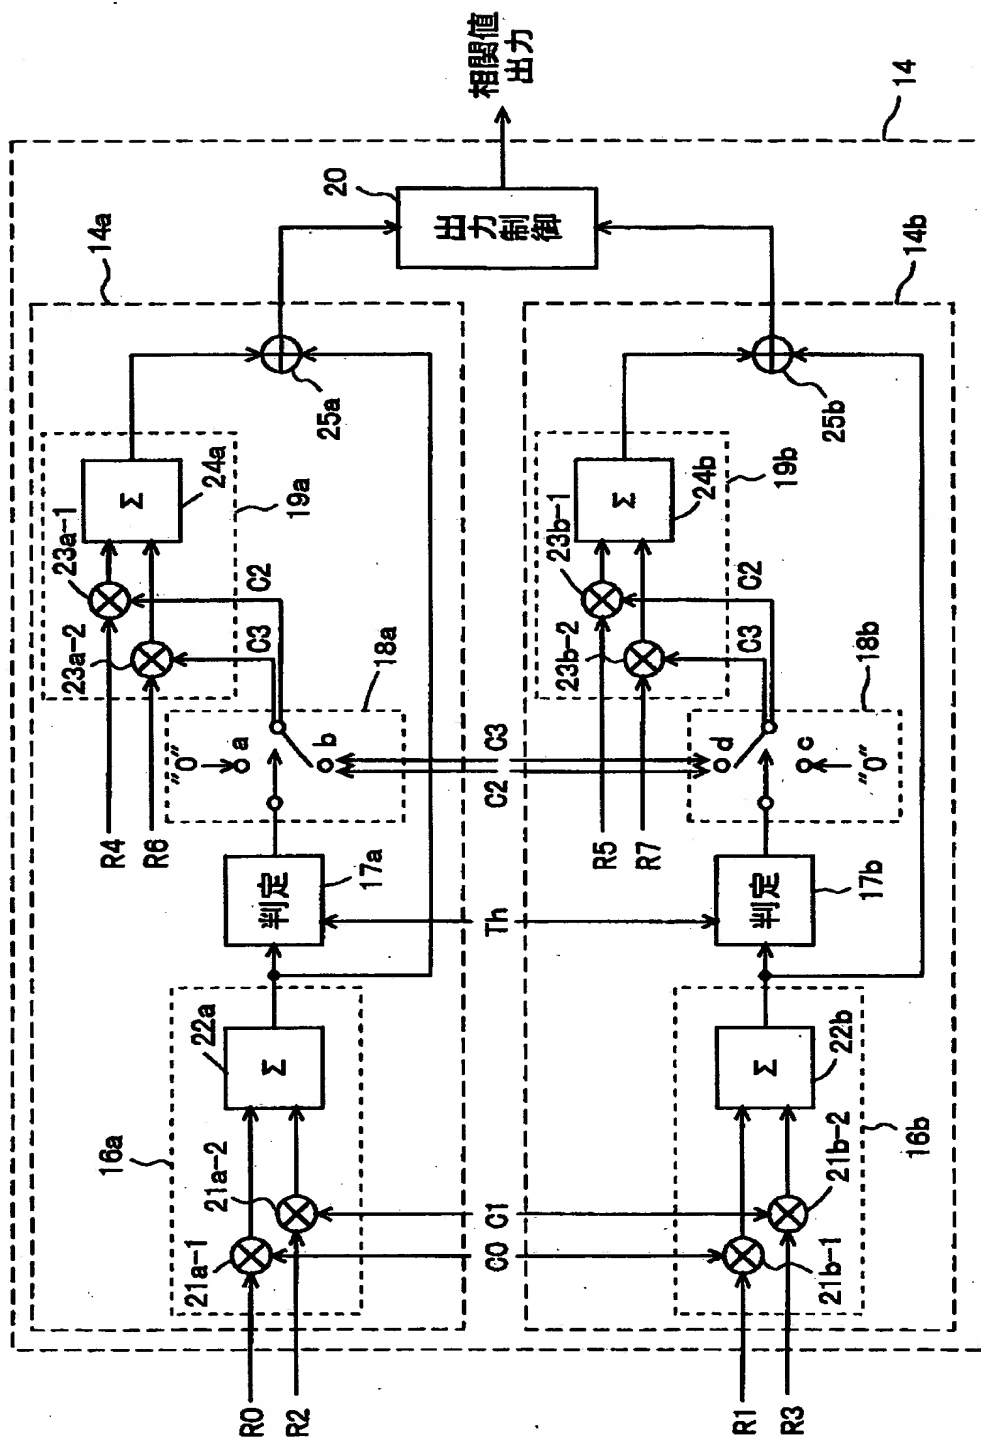 相関値
出力
14
20
出力制御
14a
14b
25a
25b
Σ
24a
19a
23a-1
23a-2
C2
C3
18a
"0"
a
b
R4
R6
Σ
24b
19b
23b-1
23b-2
C2
C3
18b
d
c
"0"
R5
R7
C2
C3
判定
17a
Th
判定
17b
16a
22a
Σ
21a-2
21a-1
C0
C1
16b
22b
Σ
21b-2
21b-1
R0
R2
R1
R3